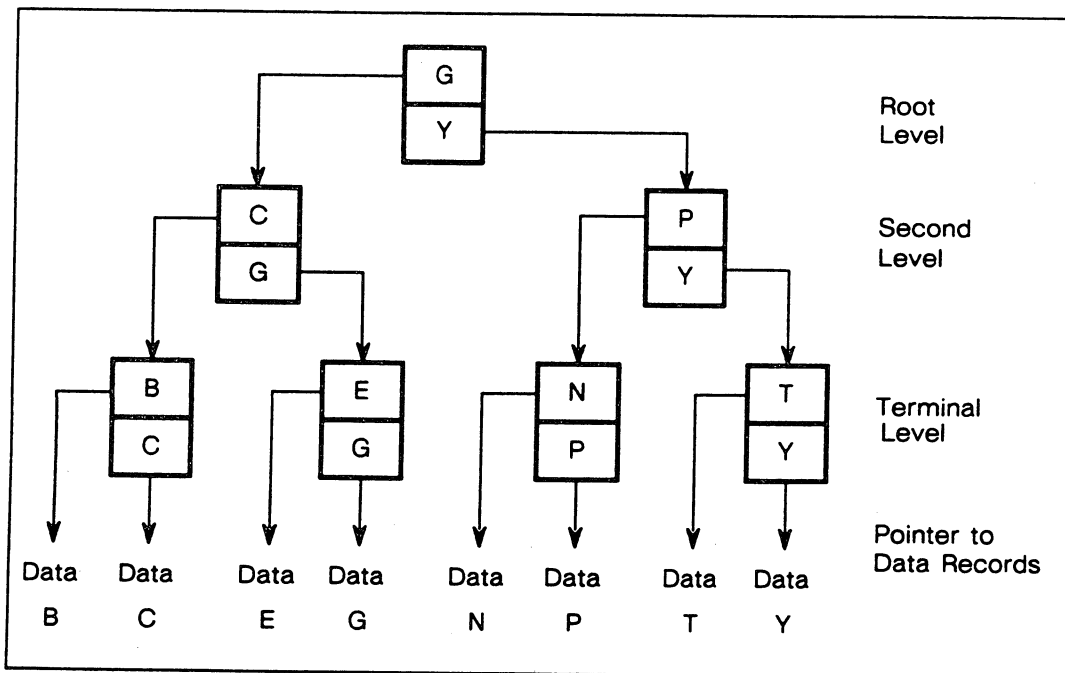 G
Y
Root
Level
C
G
P
Y
Second
Level
B
C
E
G
N
P
T
Y
Terminal
Level
Pointer to
Data Records
Data Data Data Data Data Data Data Data
B C E G N P T Y